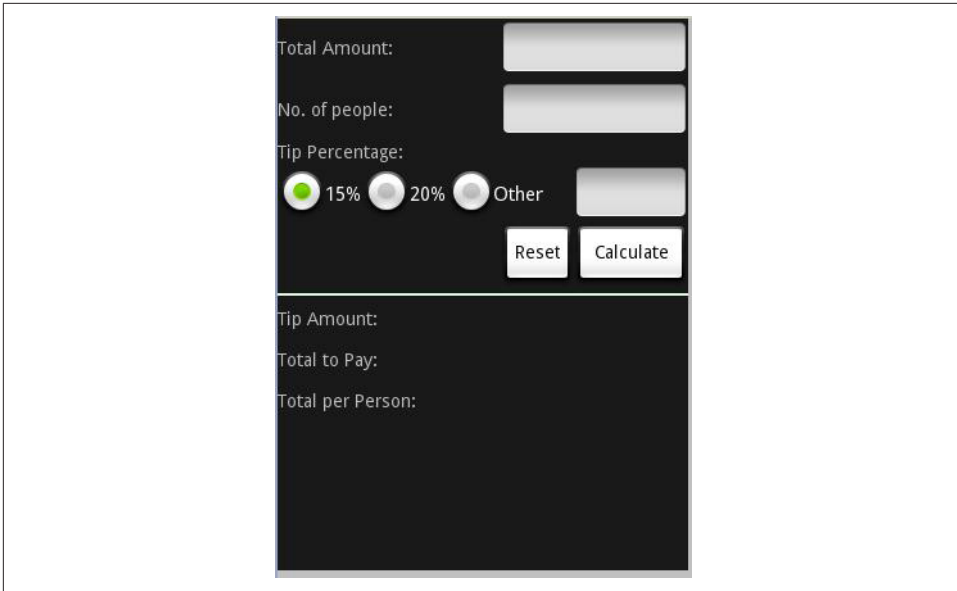 Total Amount:
No. of people:
Tip Percentage:
15% 20% Other
Reset Calculate
Tip Amount:
Total to Pay:
Total per Person: